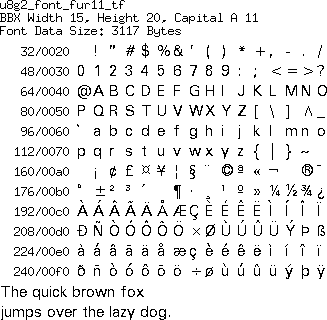 u8g2_font_fur11_tf
BBX Width 15, Height 20, Capital A 11
Font Data Size: 3117 Bytes
32/0020 ! " # $ % & ' ( ) * + , - . /
48/0030 0 1 2 3 4 5 6 7 8 9 : ; < = > ?
64/0040 @ A B C D E F G H I J K L M N O
80/0050 P Q R S T U V W X Y Z [ \ ] ^ _
96/0060 ` a b c d e f g h i j k l m n o
112/0070 p q r s t u v w x y z { | } ~
160/00a0 ¡ ¢ £ ¤ ¥ ¦ § ¨ © ª « ¬ ­ ® ¯
176/00b0 ° ± ² ³ ´ ¶ · ¹ º » ¼ ½ ¾ ¿
192/00c0 À Á Â Ã Ä Å Æ Ç È É Ê Ë Ì Í Î Ï
208/00d0 Ð Ñ Ò Ó Ô Õ Ö × Ø Ù Ú Û Ü Ý Þ ß
224/00e0 à á â ã ä å æ ç è é ê ë ì í î ï
240/00f0 ð ñ ò ó ô õ ö ÷ ø ù ú û ü ý þ ÿ
The quick brown fox
jumps over the lazy dog.